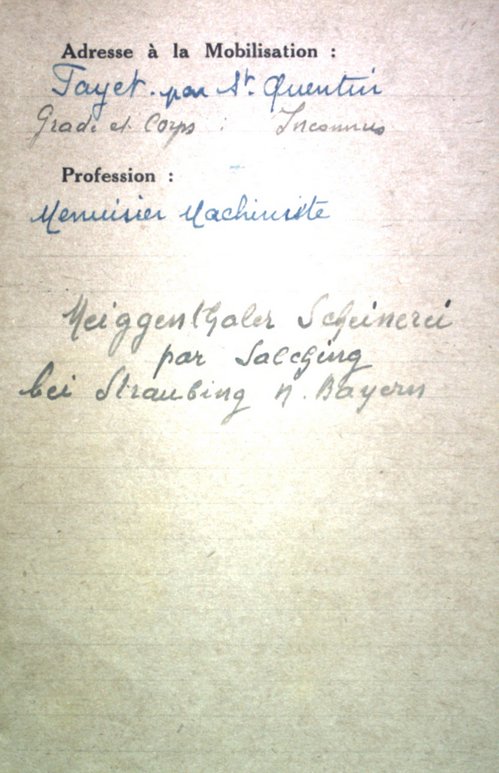 Adresse à la Mobilisation :
Fayet par St. Quentin
Grade et Corps : Inconnus
Profession :
Menuisier Machiniste
Meiggenthaler Scheinerei
par Salching
bei Straubing n. Bayern